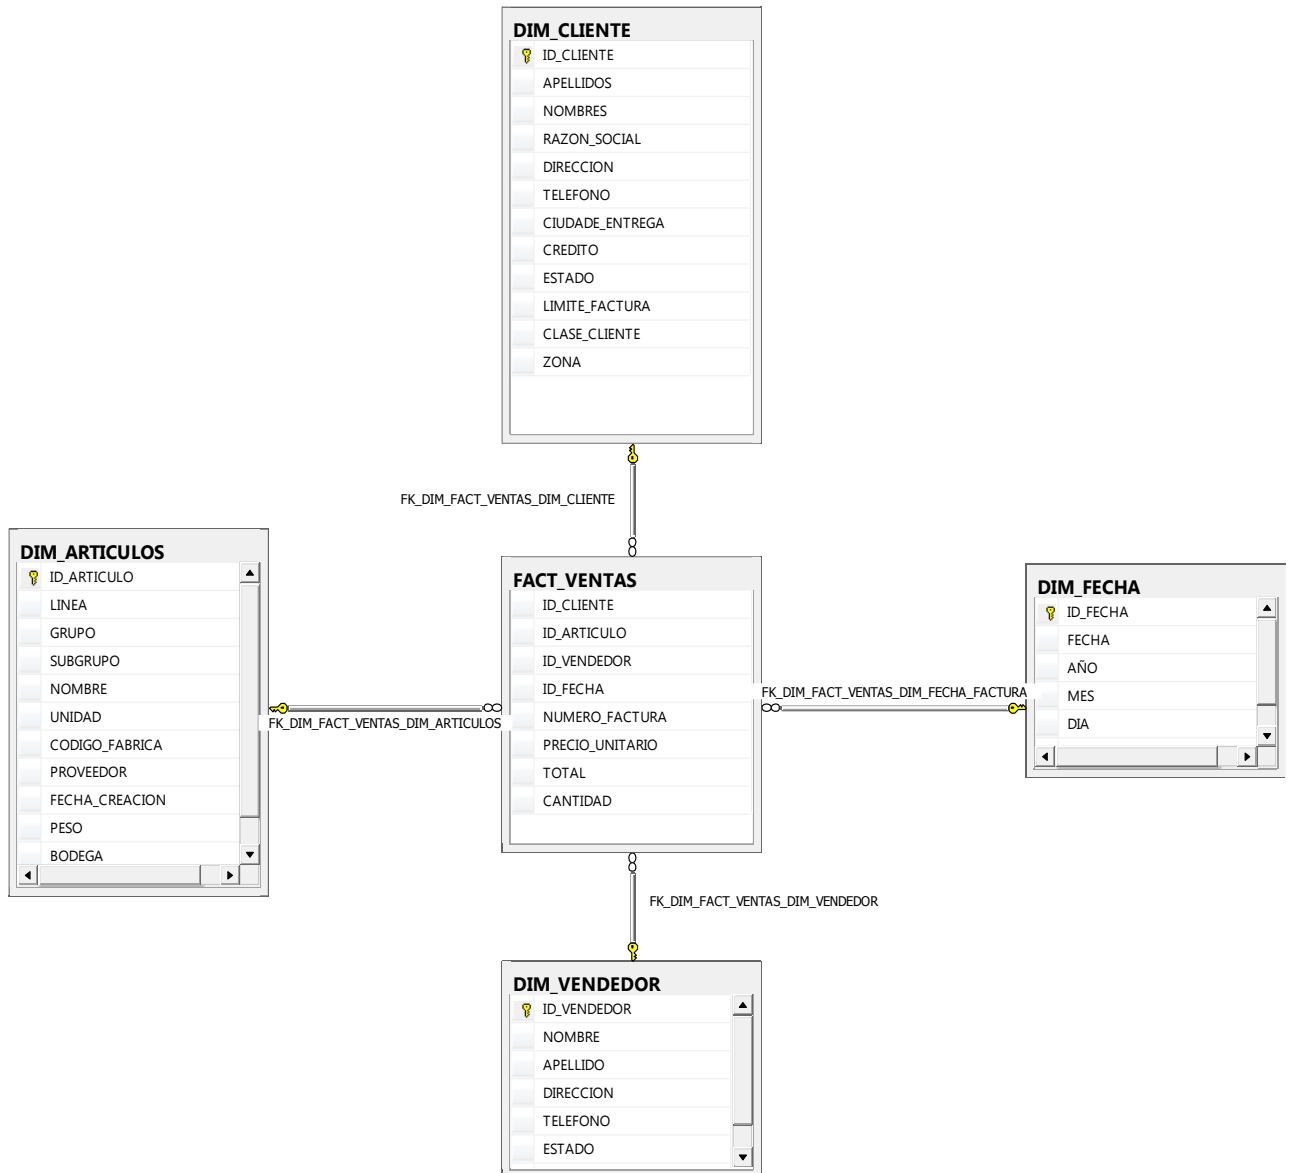 DIM_CLIENTE
ID_CLIENTE
APELLIDOS
NOMBRES
RAZON_SOCIAL
DIRECCION
TELEFONO
CIUDADE_ENTREGA
CREDITO
ESTADO
LIMITE_FACTURA
CLASE_CLIENTE
ZONA
FK_DIM_FACT_VENTAS_DIM_CLIENTE
DIM_ARTICULOS
ID_ARTICULO
LINEA
GRUPO
SUBGRUPO
NOMBRE
UNIDAD
CODIGO_FABRICA
PROVEEDOR
FECHA_CREACION
PESO
BODEGA
FK_DIM_FACT_VENTAS_DIM_ARTICULOS
FACT_VENTAS
ID_CLIENTE
ID_ARTICULO
ID_VENDEDOR
ID_FECHA
NUMERO_FACTURA
PRECIO_UNITARIO
TOTAL
CANTIDAD
FK_DIM_FACT_VENTAS_DIM_FECHA_FACTURA
DIM_FECHA
ID_FECHA
FECHA
AÑO
MES
DIA
FK_DIM_FACT_VENTAS_DIM_VENDEDOR
DIM_VENDEDOR
ID_VENDEDOR
NOMBRE
APELLIDO
DIRECCION
TELEFONO
ESTADO